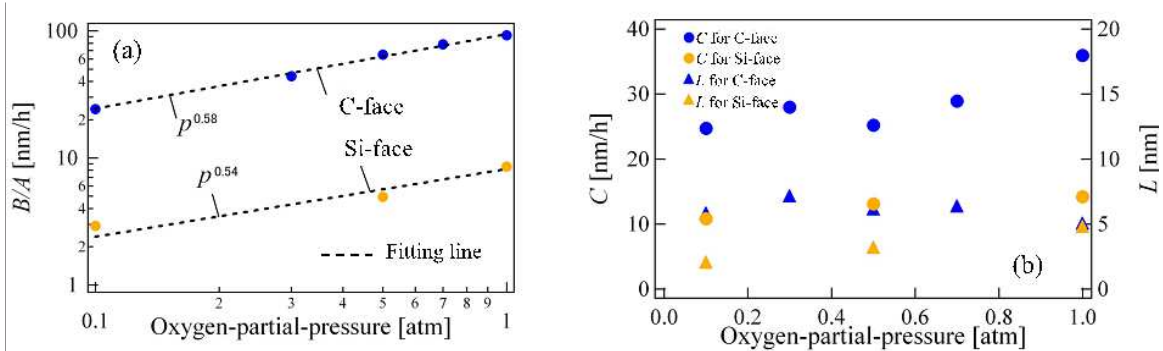 100
6
4
2
10
6
4
2
1
B/A [nm/h]
(a)
C-face
p^0.58
Si-face
p^0.54
Fitting line
0.1
2
3
4
5
6
7
8
9
1
Oxygen-partial-pressure [atm]
40
30
20
10
0
C [nm/h]
C for C-face
C for Si-face
L for C-face
L for Si-face
(b)
20
15
10
5
0
L [nm]
0.0
0.2
0.4
0.6
0.8
1.0
Oxygen-partial-pressure [atm]